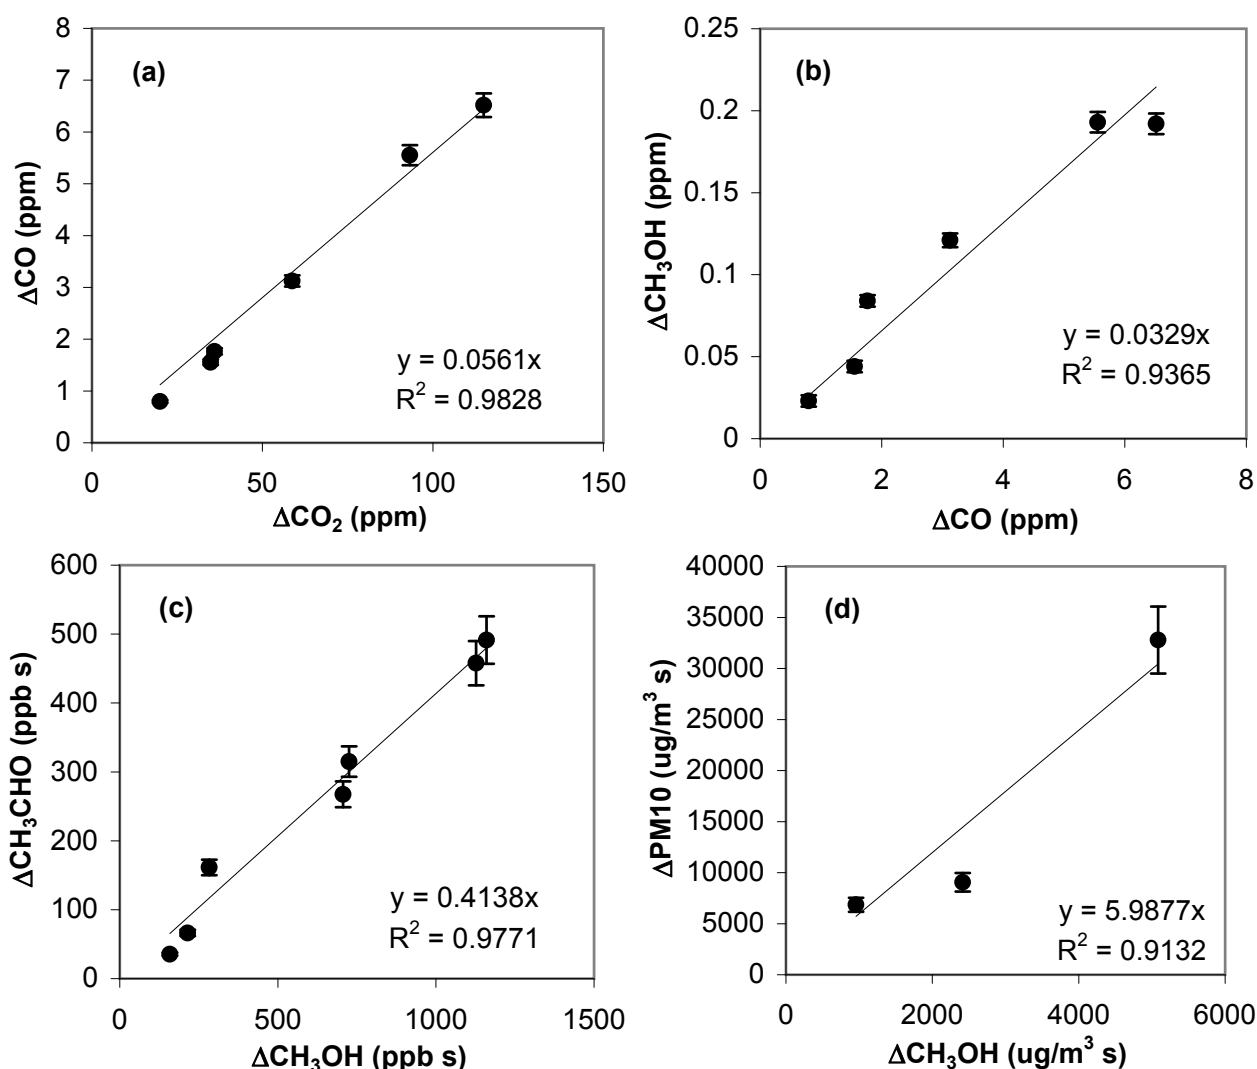 (a)
8
7
6
5
4
3
2
1
0
ΔCO (ppm)
y = 0.0561x
R² = 0.9828
0 50 100 150
ΔCO₂ (ppm)
(b)
0.25
0.2
0.15
0.1
0.05
0
ΔCH₃OH (ppm)
y = 0.0329x
R² = 0.9365
0 2 4 6 8
ΔCO (ppm)
(c)
600
500
400
300
200
100
0
ΔCH₃CHO (ppb s)
y = 0.4138x
R² = 0.9771
0 500 1000 1500
ΔCH₃OH (ppb s)
(d)
40000
35000
30000
25000
20000
15000
10000
5000
0
ΔPM10 (ug/m³ s)
y = 5.9877x
R² = 0.9132
0 2000 4000 6000
ΔCH₃OH (ug/m³ s)